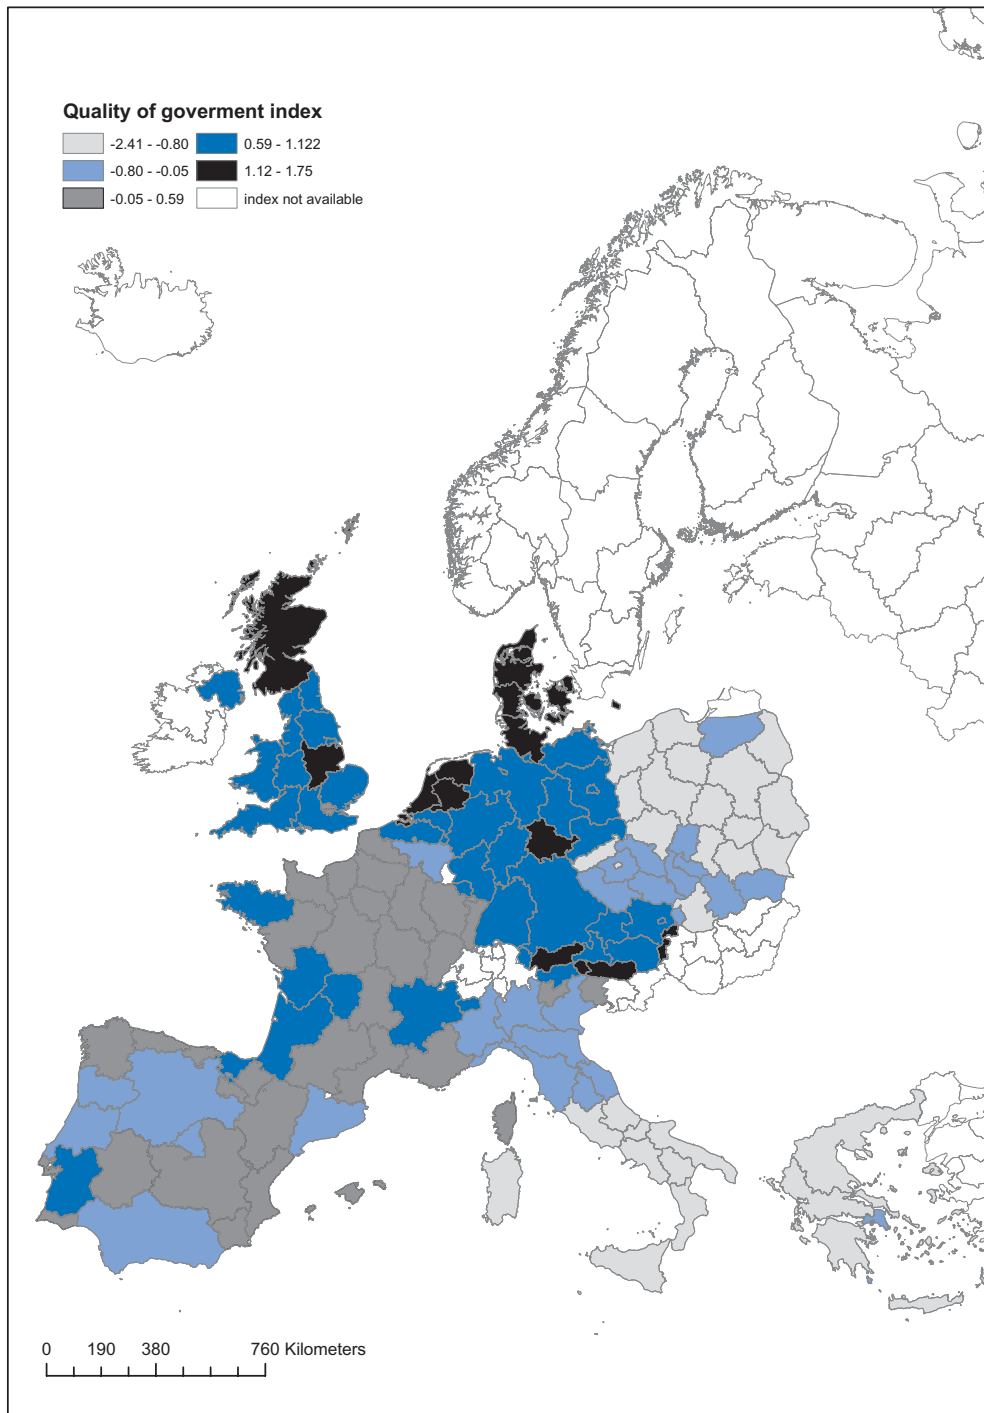 Quality of goverment index
-2.41 - -0.80 0.59 - 1.122
-0.80 - -0.05 1.12 - 1.75
-0.05 - 0.59 index not available
0 190 380 760 Kilometers